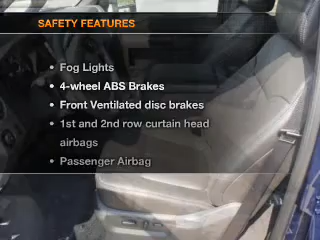 SAFETY FEATURES
• Fog Lights
• 4-wheel ABS Brakes
• Front Ventilated disc brakes
• 1st and 2nd row curtain head
airbags
• Passenger Airbag